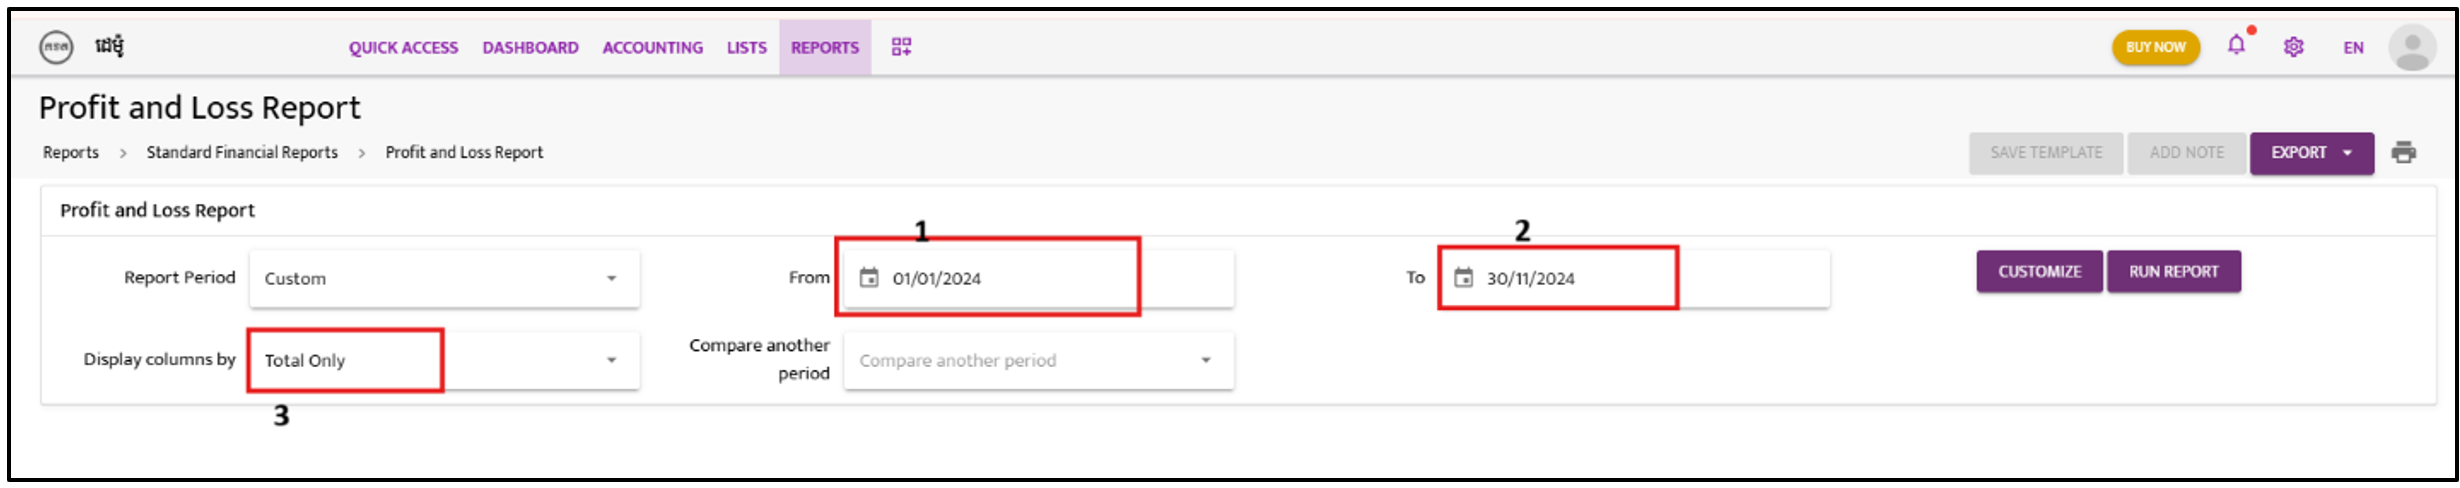 ដេម៉ូ QUICK ACCESS DASHBOARD ACCOUNTING LISTS REPORTS BUY NOW EN
Profit and Loss Report
Reports > Standard Financial Reports > Profit and Loss Report SAVE TEMPLATE ADD NOTE EXPORT
Profit and Loss Report
1 2
Report Period Custom From 01/01/2024 To 30/11/2024 CUSTOMIZE RUN REPORT
Display columns by Total Only Compare another period Compare another period
3